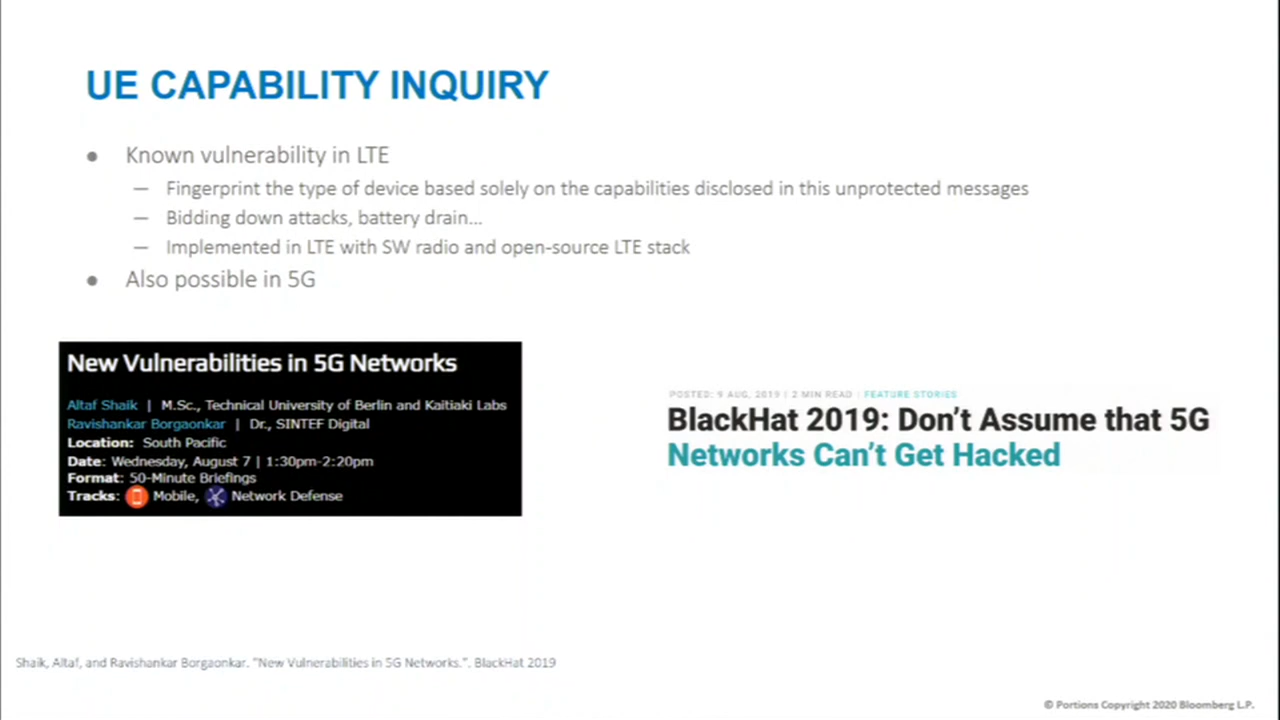 UE CAPABILITY INQUIRY
● Known vulnerability in LTE
— Fingerprint the type of device based solely on the capabilities disclosed in this unprotected messages
— Bidding down attacks, battery drain...
— Implemented in LTE with SW radio and open-source LTE stack
● Also possible in 5G
New Vulnerabilities in 5G Networks
Altaf Shaik | M.Sc., Technical University of Berlin and Kaitiaki Labs
Ravishankar Borgaonkar | Dr., SINTEF Digital
Location: South Pacific
Date: Wednesday, August 7 | 1:30pm-2:20pm
Format: 50-Minute Briefings
Tracks: Mobile, Network Defense
POSTED: 9 AUG, 2019 | 2 MIN READ | FEATURE STORIES
BlackHat 2019: Don't Assume that 5G
Networks Can't Get Hacked
Shaik, Altaf, and Ravishankar Borgaonkar. "New Vulnerabilities in 5G Networks.". BlackHat 2019
© Portions Copyright 2020 Bloomberg L.P.